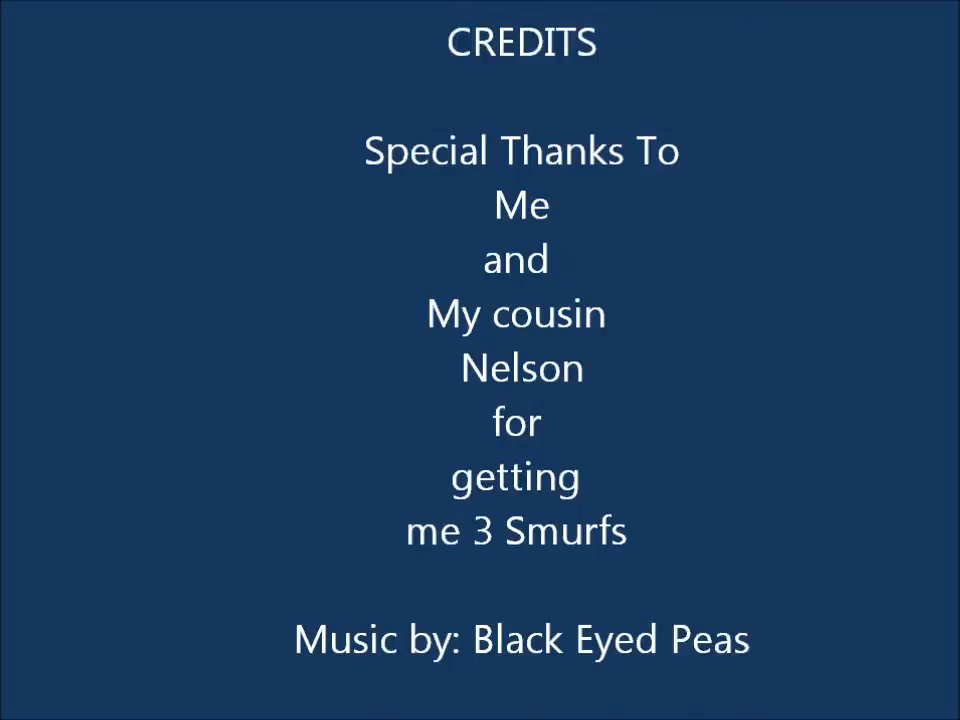 CREDITS
Special Thanks To
Me
and
My cousin
Nelson
for
getting
me 3 Smurfs
Music by: Black Eyed Peas